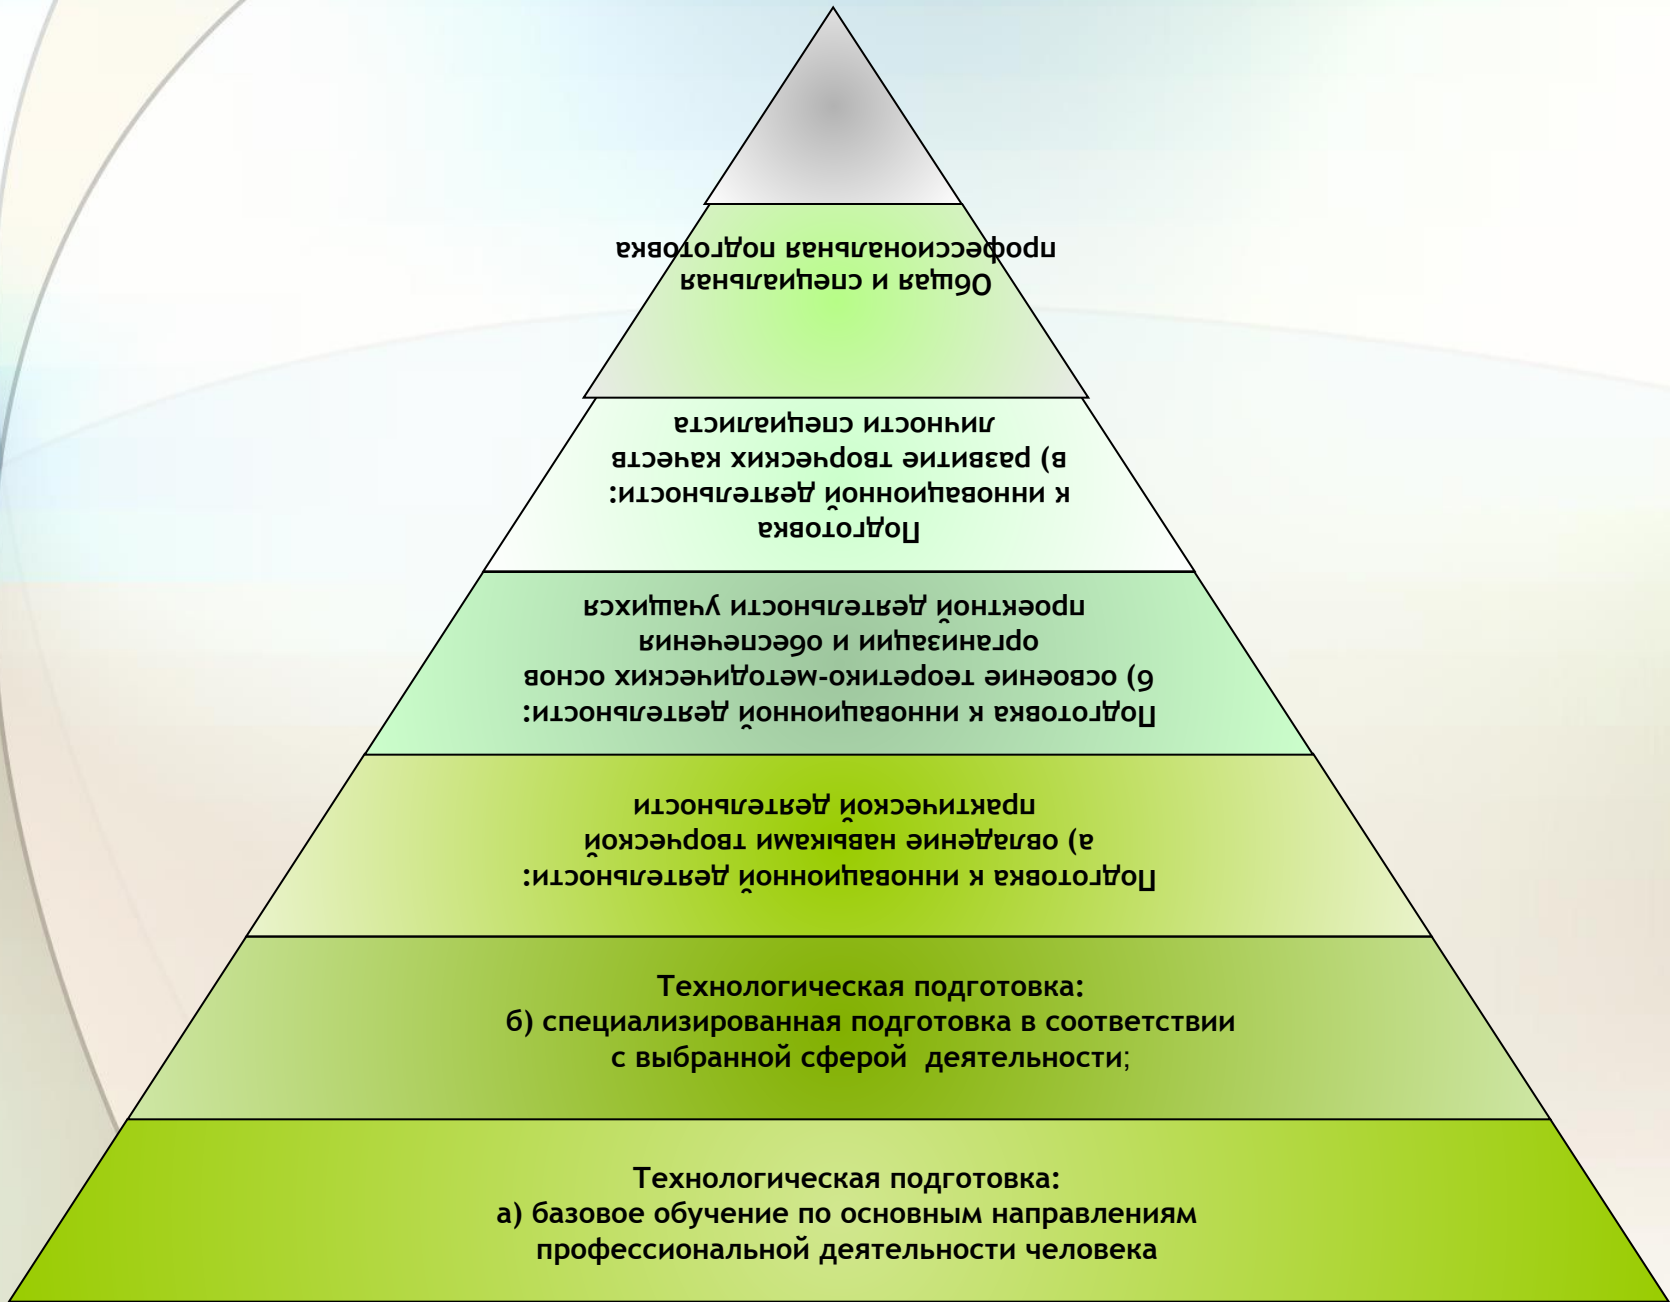 Общая и специальная
профессиональная подготовка
Подготовка
к инновационной деятельности:
в) развитие творческих качеств
личности специалиста
Подготовка к инновационной деятельности:
б) освоение теоретико-методических основ
организации и обеспечения
проектной деятельности учащихся
Подготовка к инновационной деятельности:
а) овладение навыками творческой
практической деятельности
Технологическая подготовка:
б) специализированная подготовка в соответствии
с выбранной сферой  деятельности;
Технологическая подготовка:
а) базовое обучение по основным направлениям
профессиональной деятельности человека